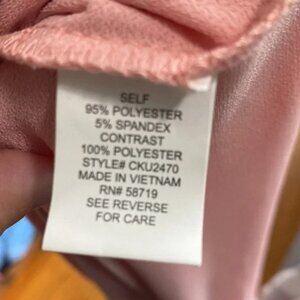 SELF
95% POLYESTER
5% SPANDEX
CONTRAST
100% POLYESTER
STYLE# CKU2470
MADE IN VIETNAM
RN# 58719
SEE REVERSE
FOR CARE